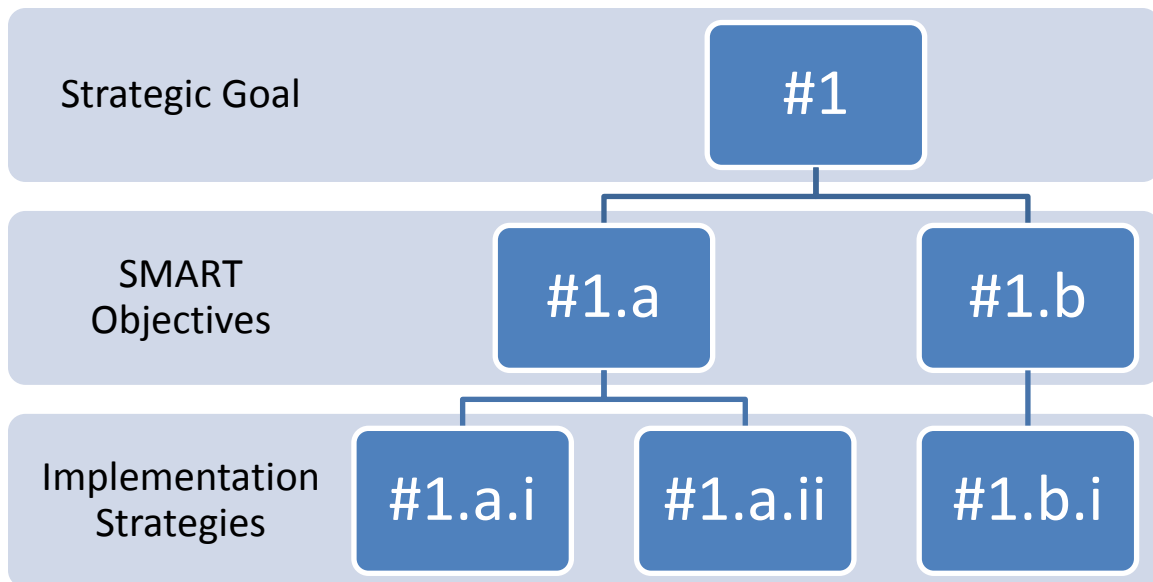 Strategic Goal
#1
SMART
Objectives
#1.a
#1.b
Implementation
Strategies
#1.a.i
#1.a.ii
#1.b.i